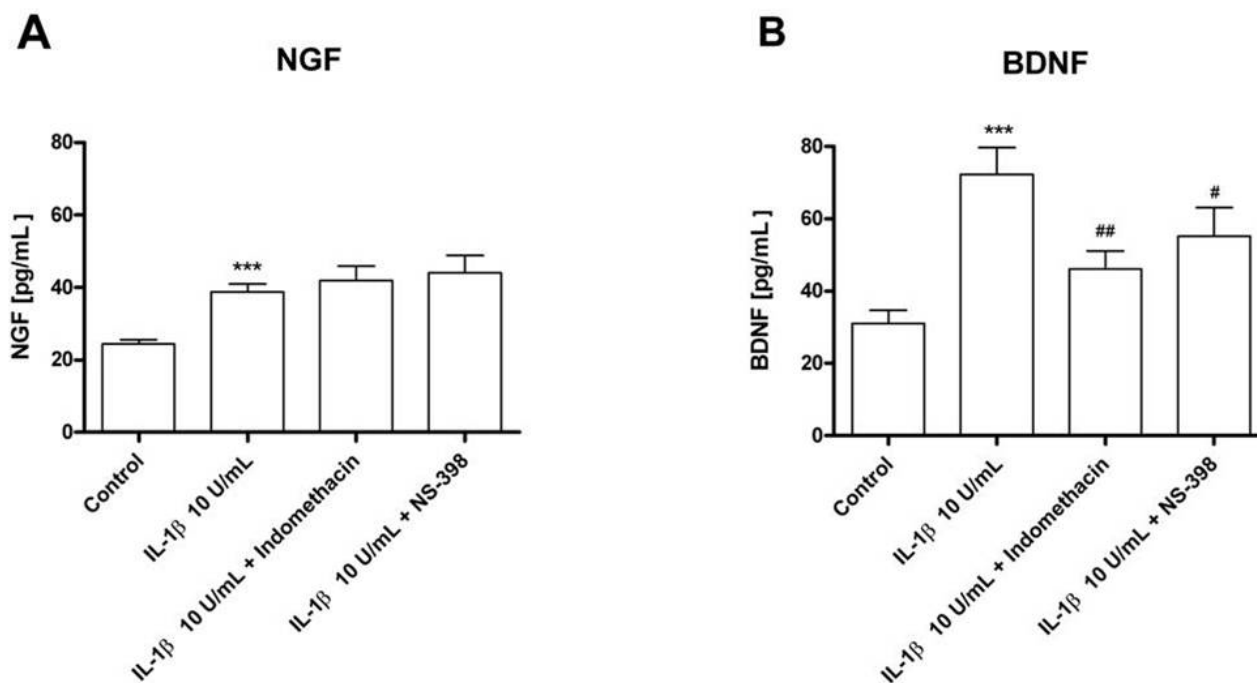 A
NGF
NGF [pg/mL ]
80
60
40
20
0
***
Control
IL-1β 10 U/mL
IL-1β 10 U/mL + Indomethacin
IL-1β 10 U/mL + NS-398
B
BDNF
BDNF [pg/mL ]
80
60
40
20
0
***
##
#
Control
IL-1β 10 U/mL
IL-1β 10 U/mL + Indomethacin
IL-1β 10 U/mL + NS-398